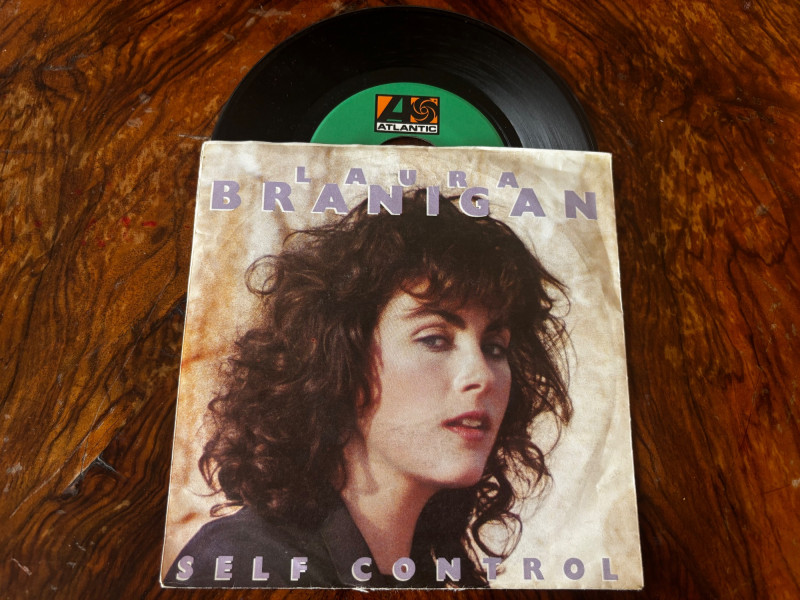 ATLANTIC
LAURA
BRANIGAN
SELF CONTROL